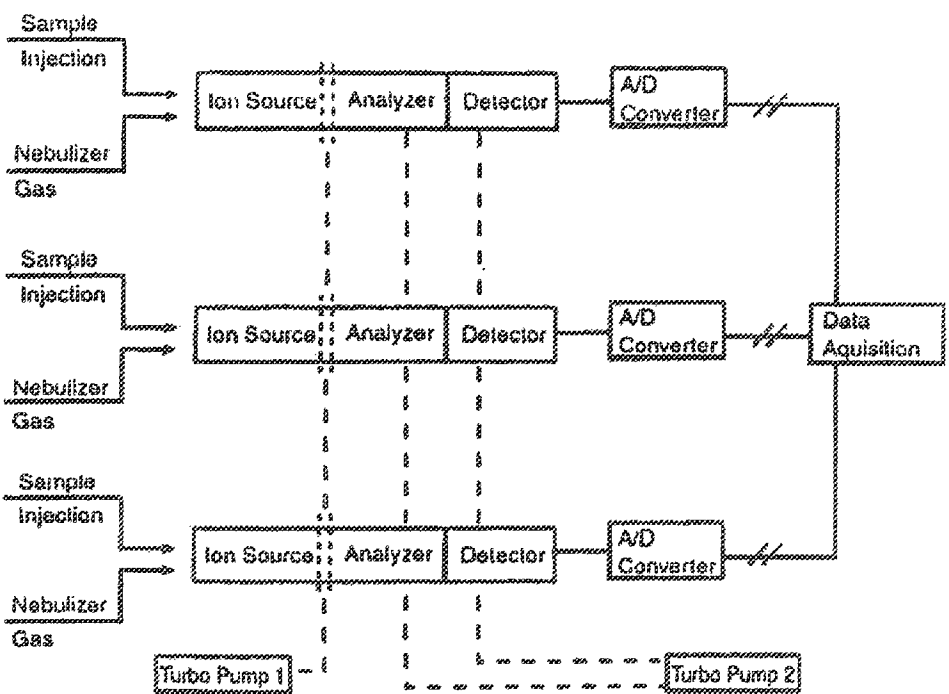 Sample
Injection
Nebulizer
Gas
Ion Source
Analyzer
Detector
A/D
Converter
Sample
Injection
Nebulizer
Gas
Ion Source
Analyzer
Detector
A/D
Converter
Data
Aquisition
Sample
Injection
Nebulizer
Gas
Ion Source
Analyzer
Detector
A/D
Converter
Turbo Pump 1
Turbo Pump 2